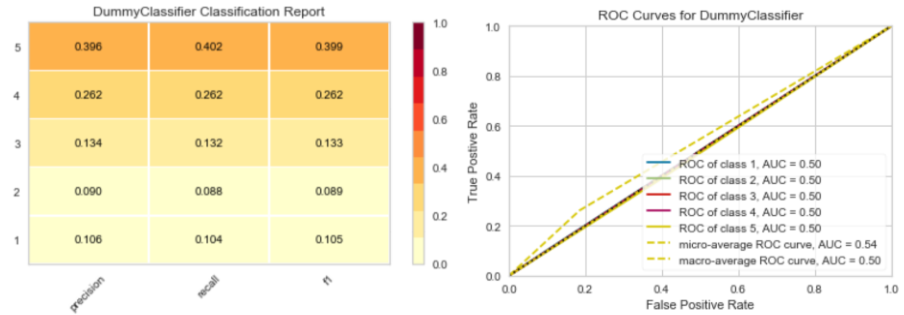 DummyClassifier Classification Report
5 0.396 0.402 0.399
4 0.262 0.262 0.262
3 0.134 0.132 0.133
2 0.090 0.088 0.089
1 0.106 0.104 0.105
precision recall f1
1.0
0.8
0.6
0.4
0.2
0.0
ROC Curves for DummyClassifier
True Postive Rate
1.0
0.8
0.6
0.4
0.2
0.0
ROC of class 1, AUC = 0.50
ROC of class 2, AUC = 0.50
ROC of class 3, AUC = 0.50
ROC of class 4, AUC = 0.50
ROC of class 5, AUC = 0.50
micro-average ROC curve, AUC = 0.54
macro-average ROC curve, AUC = 0.50
0.0 0.2 0.4 0.6 0.8 1.0
False Positive Rate